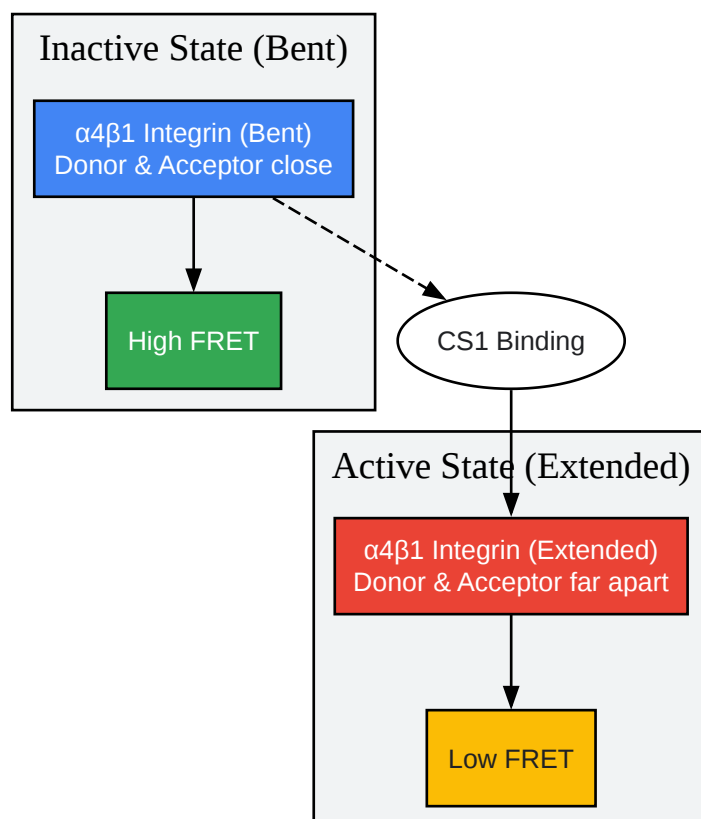 Inactive State (Bent)
α4β1 Integrin (Bent)
Donor & Acceptor close
High FRET
CS1 Binding
Active State (Extended)
α4β1 Integrin (Extended)
Donor & Acceptor far apart
Low FRET